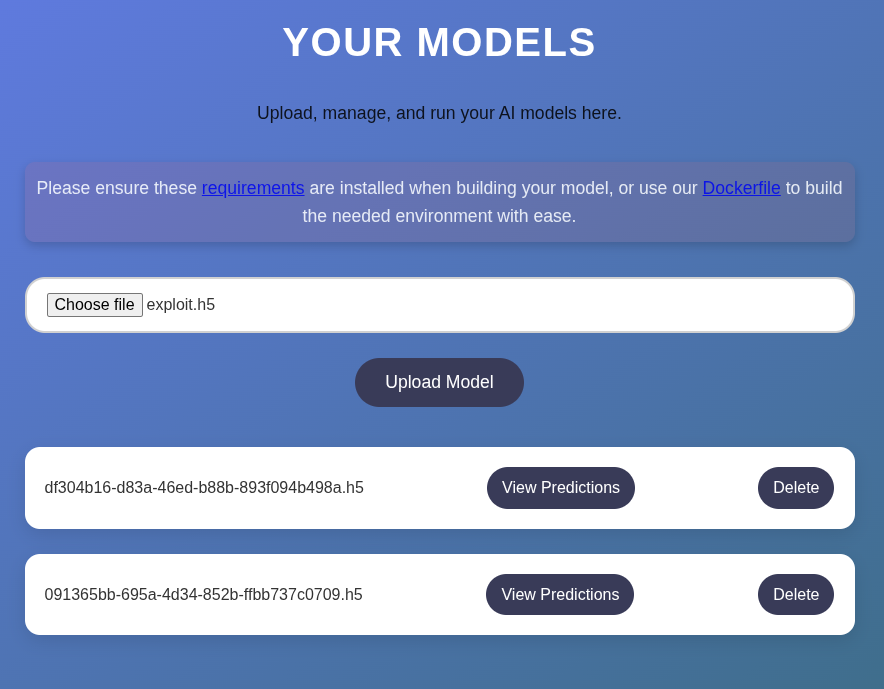 YOUR MODELS
Upload, manage, and run your AI models here.
Please ensure these requirements are installed when building your model, or use our Dockerfile to build
the needed environment with ease.
Choose file exploit.h5
Upload Model
df304b16-d83a-46ed-b88b-893f094b498a.h5 View Predictions Delete
091365bb-695a-4d34-852b-ffbb737c0709.h5 View Predictions Delete